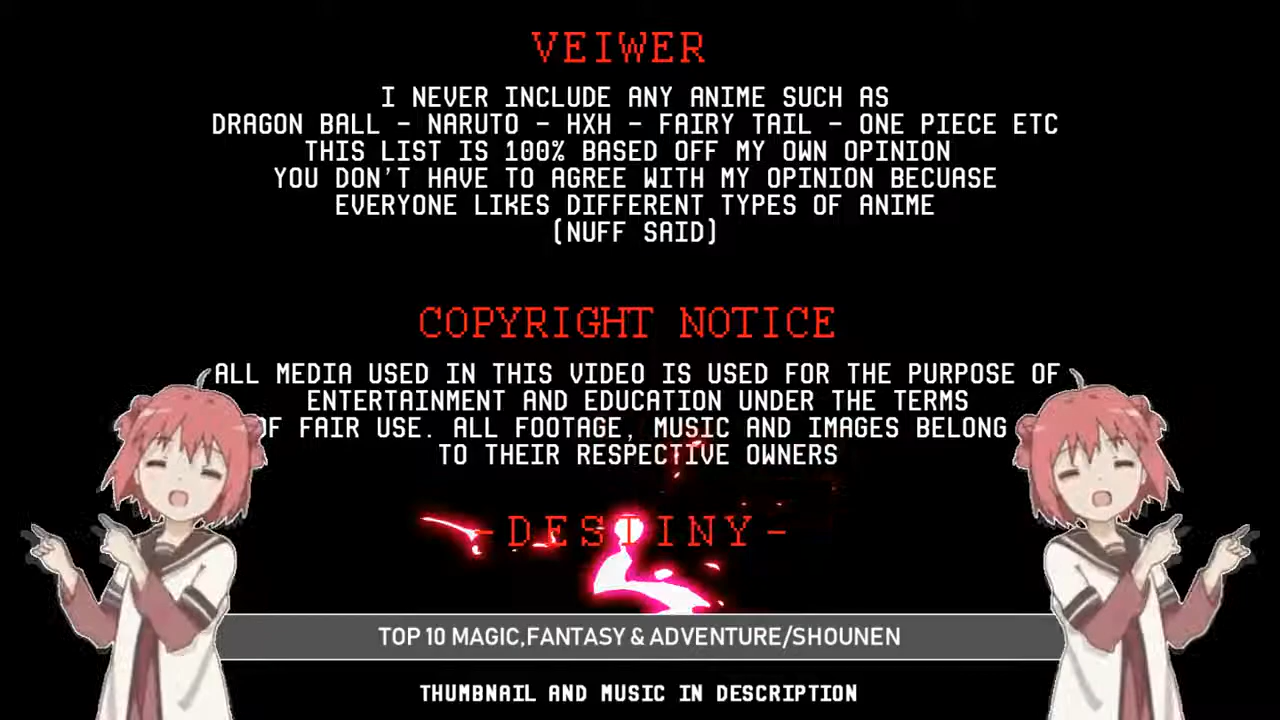 VEIWER
I NEVER INCLUDE ANY ANIME SUCH AS
DRAGON BALL - NARUTO - HXH - FAIRY TAIL - ONE PIECE ETC
THIS LIST IS 100% BASED OFF MY OWN OPINION
YOU DON'T HAVE TO AGREE WITH MY OPINION BECUASE
EVERYONE LIKES DIFFERENT TYPES OF ANIME
(NUFF SAID)
COPYRIGHT NOTICE
ALL MEDIA USED IN THIS VIDEO IS USED FOR THE PURPOSE OF
ENTERTAINMENT AND EDUCATION UNDER THE TERMS
OF FAIR USE. ALL FOOTAGE, MUSIC AND IMAGES BELONG
TO THEIR RESPECTIVE OWNERS
-DESTINY-
TOP 10 MAGIC,FANTASY & ADVENTURE/SHOUNEN
THUMBNAIL AND MUSIC IN DESCRIPTION